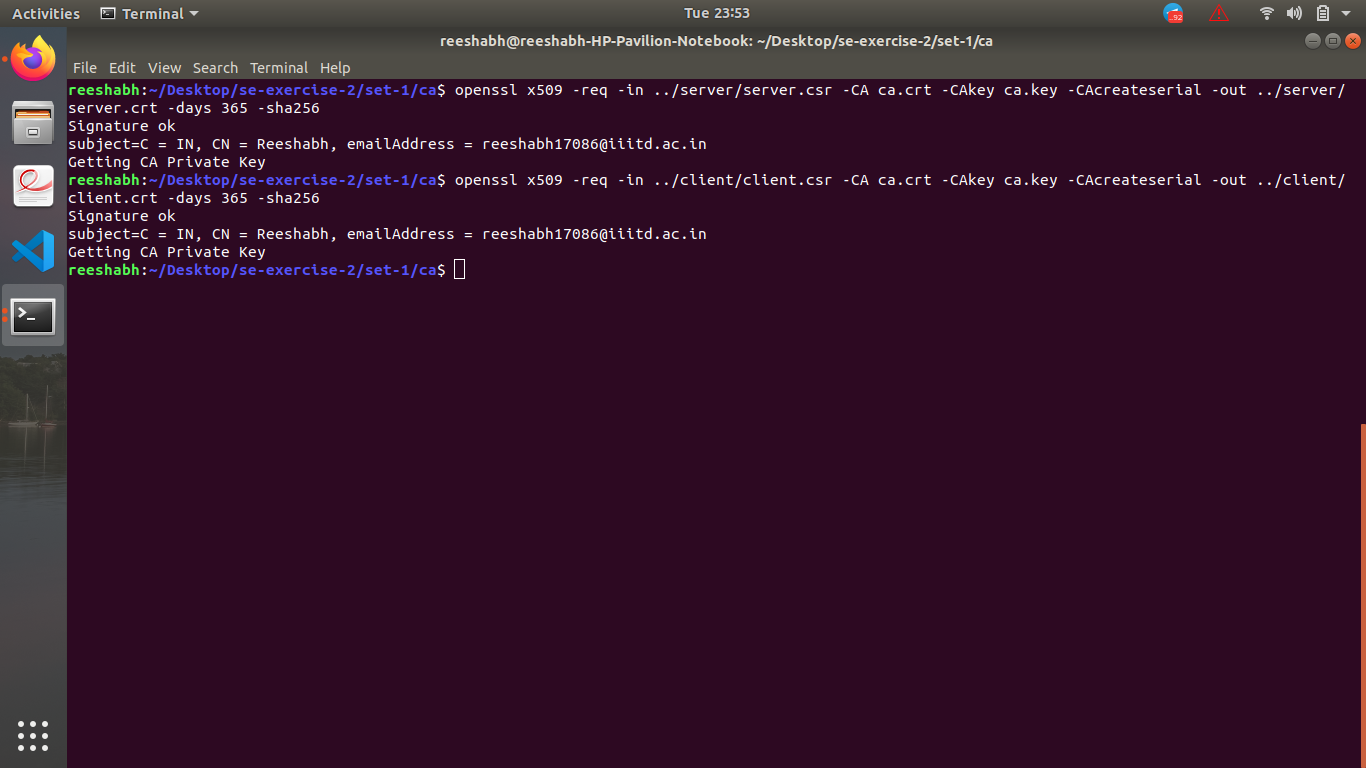 Activities Terminal Tue 23:53 92
reeshabh@reeshabh-HP-Pavilion-Notebook: ~/Desktop/se-exercise-2/set-1/ca
File Edit View Search Terminal Help
reeshabh:~/Desktop/se-exercise-2/set-1/ca$ openssl x509 -req -in ../server/server.csr -CA ca.crt -CAkey ca.key -CAcreateserial -out ../server/
server.crt -days 365 -sha256
Signature ok
subject=C = IN, CN = Reeshabh, emailAddress = reeshabh17086@iiitd.ac.in
Getting CA Private Key
reeshabh:~/Desktop/se-exercise-2/set-1/ca$ openssl x509 -req -in ../client/client.csr -CA ca.crt -CAkey ca.key -CAcreateserial -out ../client/
client.crt -days 365 -sha256
Signature ok
subject=C = IN, CN = Reeshabh, emailAddress = reeshabh17086@iiitd.ac.in
Getting CA Private Key
reeshabh:~/Desktop/se-exercise-2/set-1/ca$